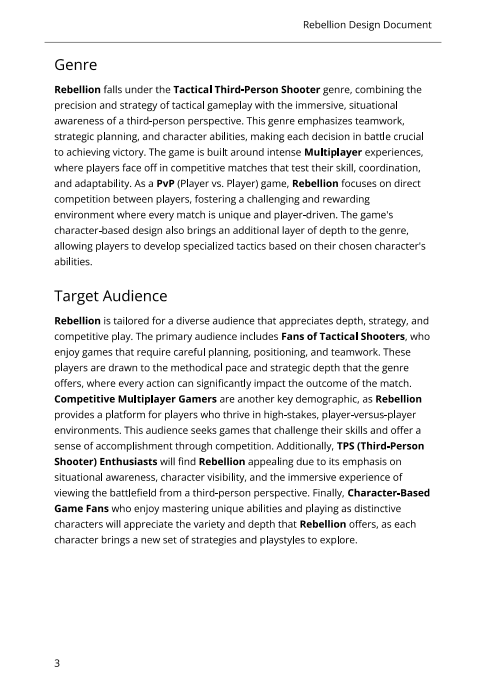 Rebellion Design Document
Genre
Rebellion falls under the Tactical Third-Person Shooter genre, combining the
precision and strategy of tactical gameplay with the immersive, situational
awareness of a third-person perspective. This genre emphasizes teamwork,
strategic planning, and character abilities, making each decision in battle crucial
to achieving victory. The game is built around intense Multiplayer experiences,
where players face off in competitive matches that test their skill, coordination,
and adaptability. As a PvP (Player vs. Player) game, Rebellion focuses on direct
competition between players, fostering a challenging and rewarding
environment where every match is unique and player-driven. The game's
character-based design also brings an additional layer of depth to the genre,
allowing players to develop specialized tactics based on their chosen character's
abilities.
Target Audience
Rebellion is tailored for a diverse audience that appreciates depth, strategy, and
competitive play. The primary audience includes Fans of Tactical Shooters, who
enjoy games that require careful planning, positioning, and teamwork. These
players are drawn to the methodical pace and strategic depth that the genre
offers, where every action can significantly impact the outcome of the match.
Competitive Multiplayer Gamers are another key demographic, as Rebellion
provides a platform for players who thrive in high-stakes, player-versus-player
environments. This audience seeks games that challenge their skills and offer a
sense of accomplishment through competition. Additionally, TPS (Third-Person
Shooter) Enthusiasts will find Rebellion appealing due to its emphasis on
situational awareness, character visibility, and the immersive experience of
viewing the battlefield from a third-person perspective. Finally, Character-Based
Game Fans who enjoy mastering unique abilities and playing as distinctive
characters will appreciate the variety and depth that Rebellion offers, as each
character brings a new set of strategies and playstyles to explore.
3